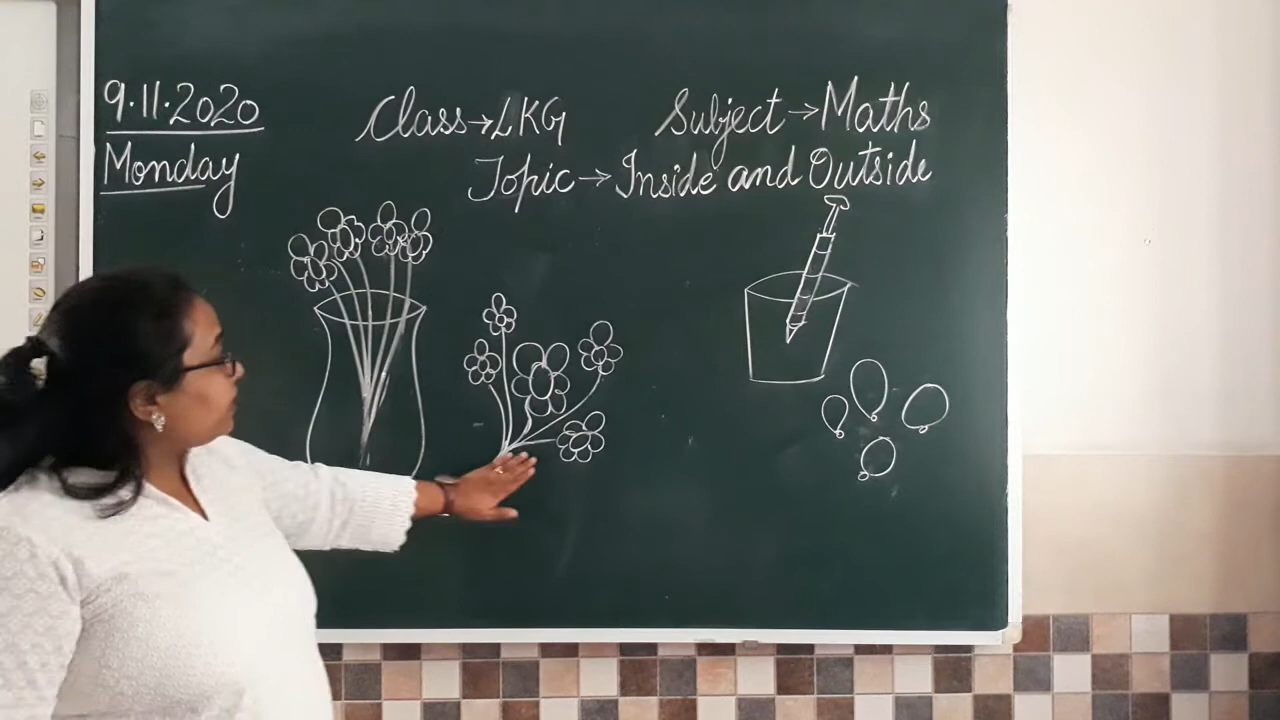 9.11.2020
Monday
Class→LKG
Subject→Maths
Topic→Inside and Outside